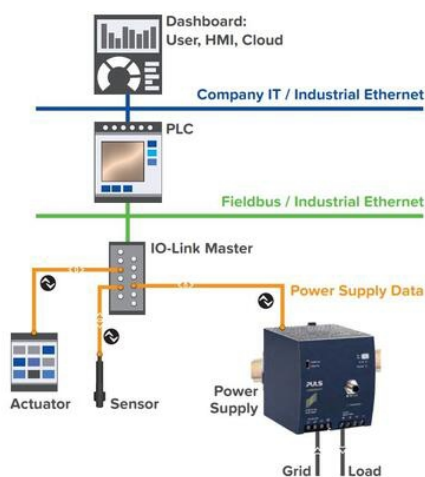 Dashboard:
User, HMI, Cloud
Company IT / Industrial Ethernet
PLC
Fieldbus / Industrial Ethernet
IO-Link Master
Power Supply Data
Actuator
Sensor
Power
Supply
PULS
Grid
Load